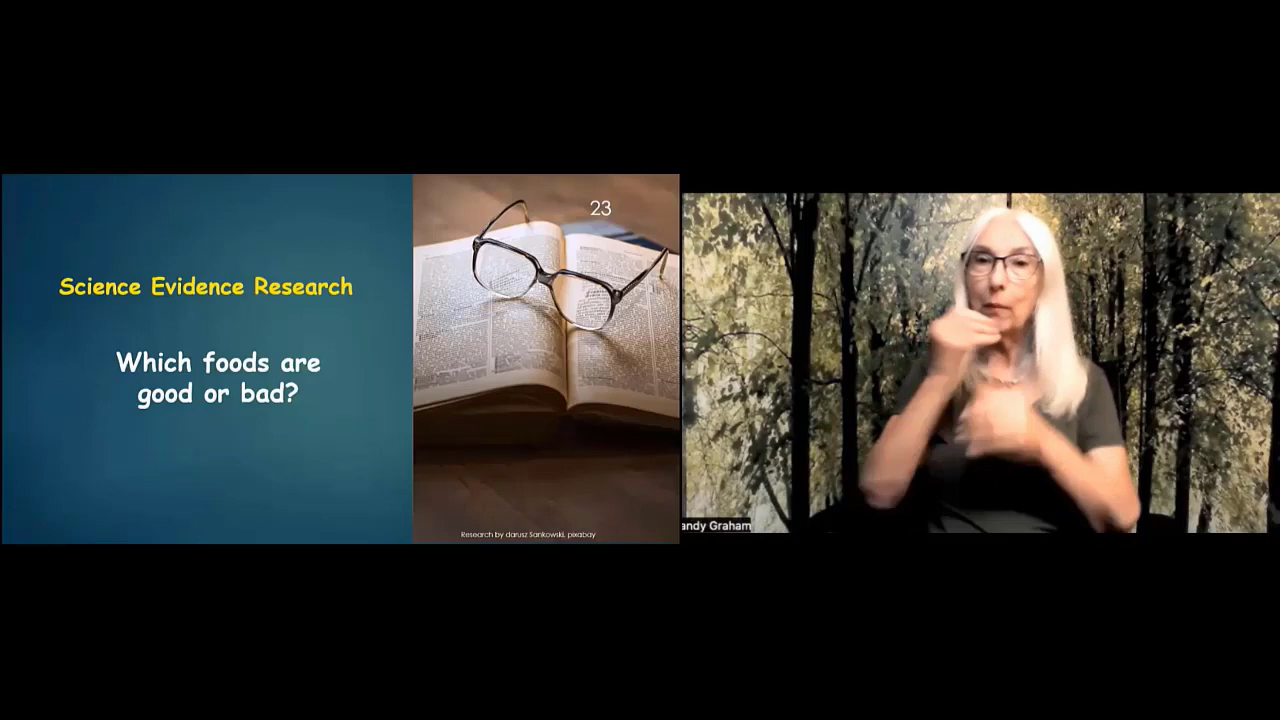 23
Science Evidence Research
Which foods are
good or bad?
Research by darusz Sankowski, pixabay
andy Graham